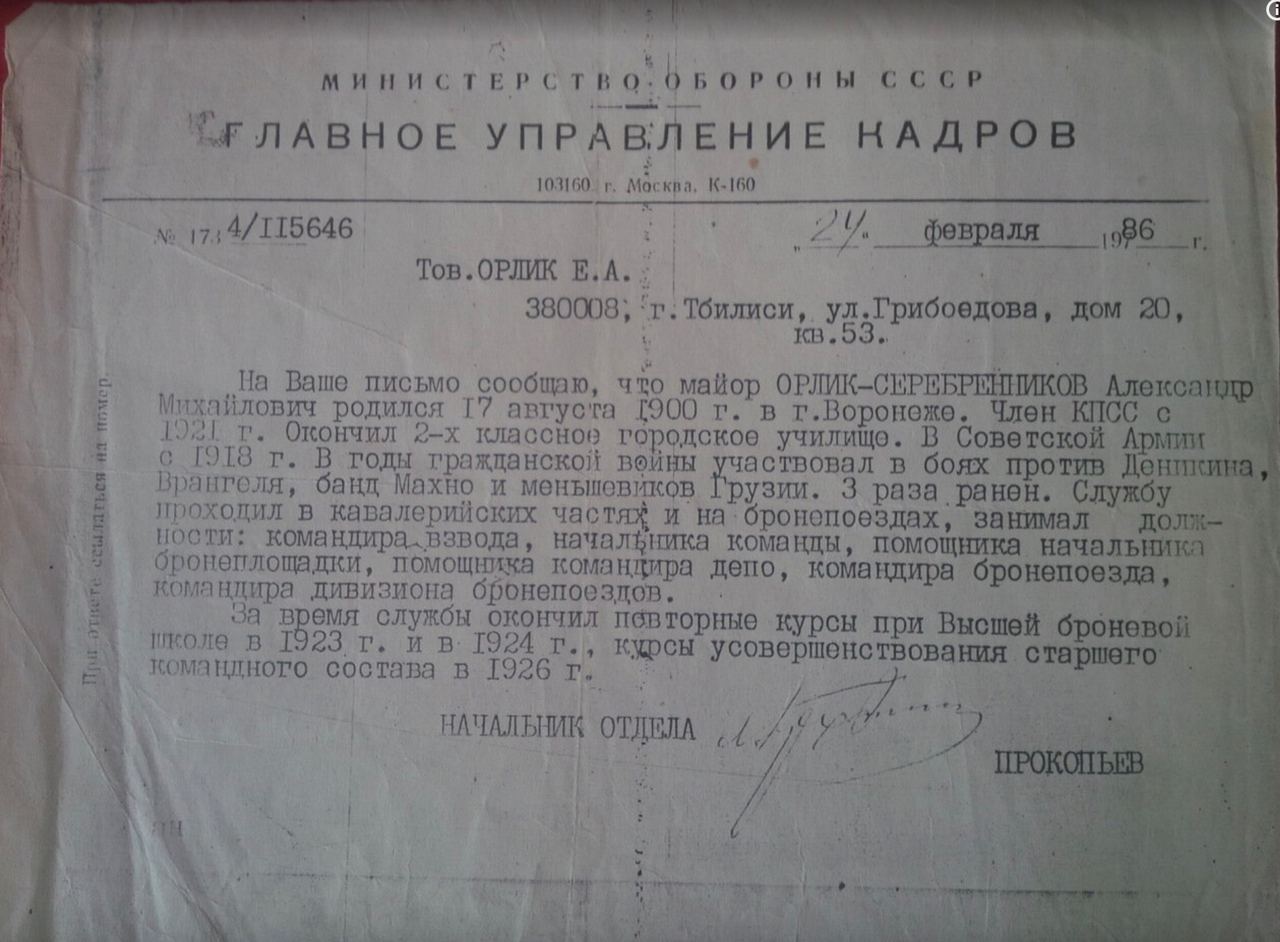 МИНИСТЕРСТВО ОБОРОНЫ СССР
ГЛАВНОЕ УПРАВЛЕНИЕ КАДРОВ
103160 г. Москва, К-160
№ 173 4/II5646 „24“ февраля 1986 г.
Тов.ОРЛИК Е.А.
380008, г.Тбилиси, ул.Грибоедова, дом 20,
кв.53.
На Ваше письмо сообщаю, что майор ОРЛИК-СЕРЕБРЕННИКОВ Александр
Михайлович родился I7 августа I900 г. в г.Воронеже. Член КПСС с
I92I г. Окончил 2-х классное городское училище. В Советской Армии
с I9I8 г. В годы гражданской войны участвовал в боях против Деникина,
Врангеля, банд Махно и меньшевиков Грузии. 3 раза ранен. Службу
проходил в кавалерийских частях и на бронепоездах, занимал долж-
ности: командира взвода, начальника команды, помощника начальника
бронеплощадки, помощника командира депо, командира бронепоезда,
командира дивизиона бронепоездов.
За время службы окончил повторные курсы при Высшей броневой
школе в I923 г. и в I924 г., курсы усовершенствования старшего
командного состава в I926 г.
НАЧАЛЬНИК ОТДЕЛА
ПРОКОПЬЕВ
При ответе ссылаться на номер.